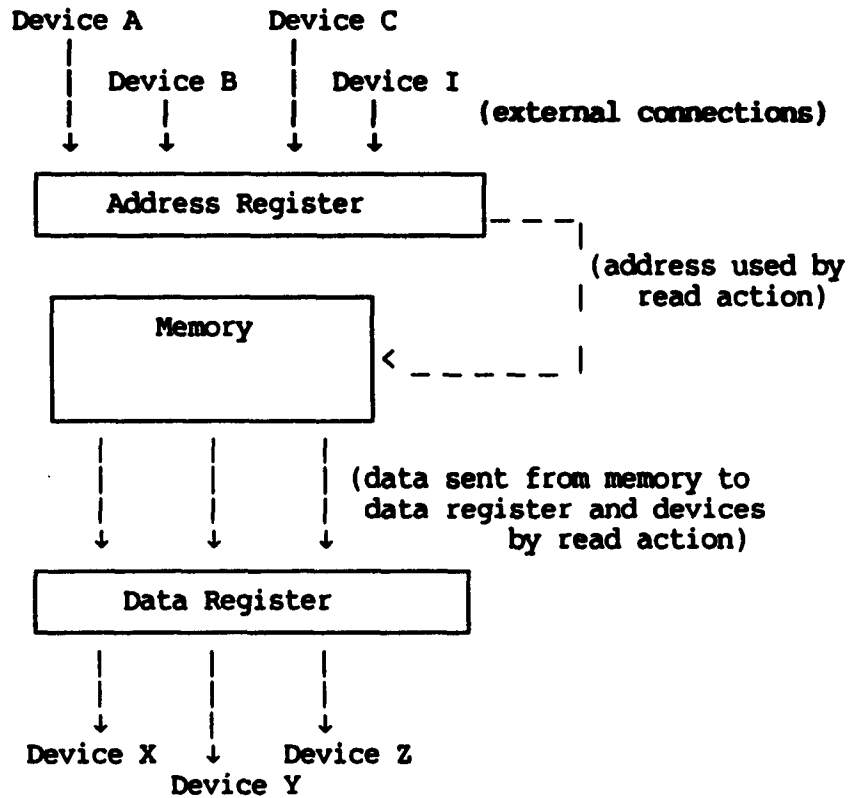 Device A
Device C
Device B
Device I
(external connections)
Address Register
(address used by
read action)
Memory
(data sent from memory to
data register and devices
by read action)
Data Register
Device X
Device Z
Device Y